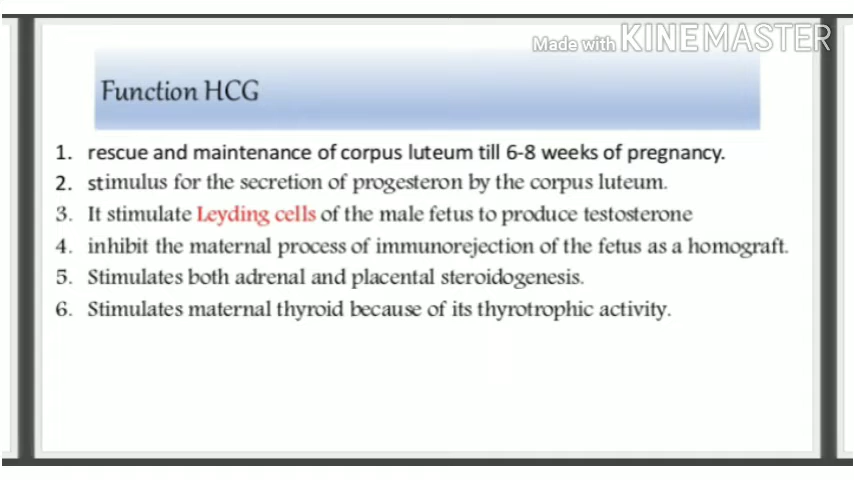 Made with KINEMASTER
Function HCG
1. rescue and maintenance of corpus luteum till 6-8 weeks of pregnancy.
2. stimulus for the secretion of progesteron by the corpus luteum.
3. It stimulate Leyding cells of the male fetus to produce testosterone
4. inhibit the maternal process of immunorejection of the fetus as a homograft.
5. Stimulates both adrenal and placental steroidogenesis.
6. Stimulates maternal thyroid because of its thyrotrophic activity.